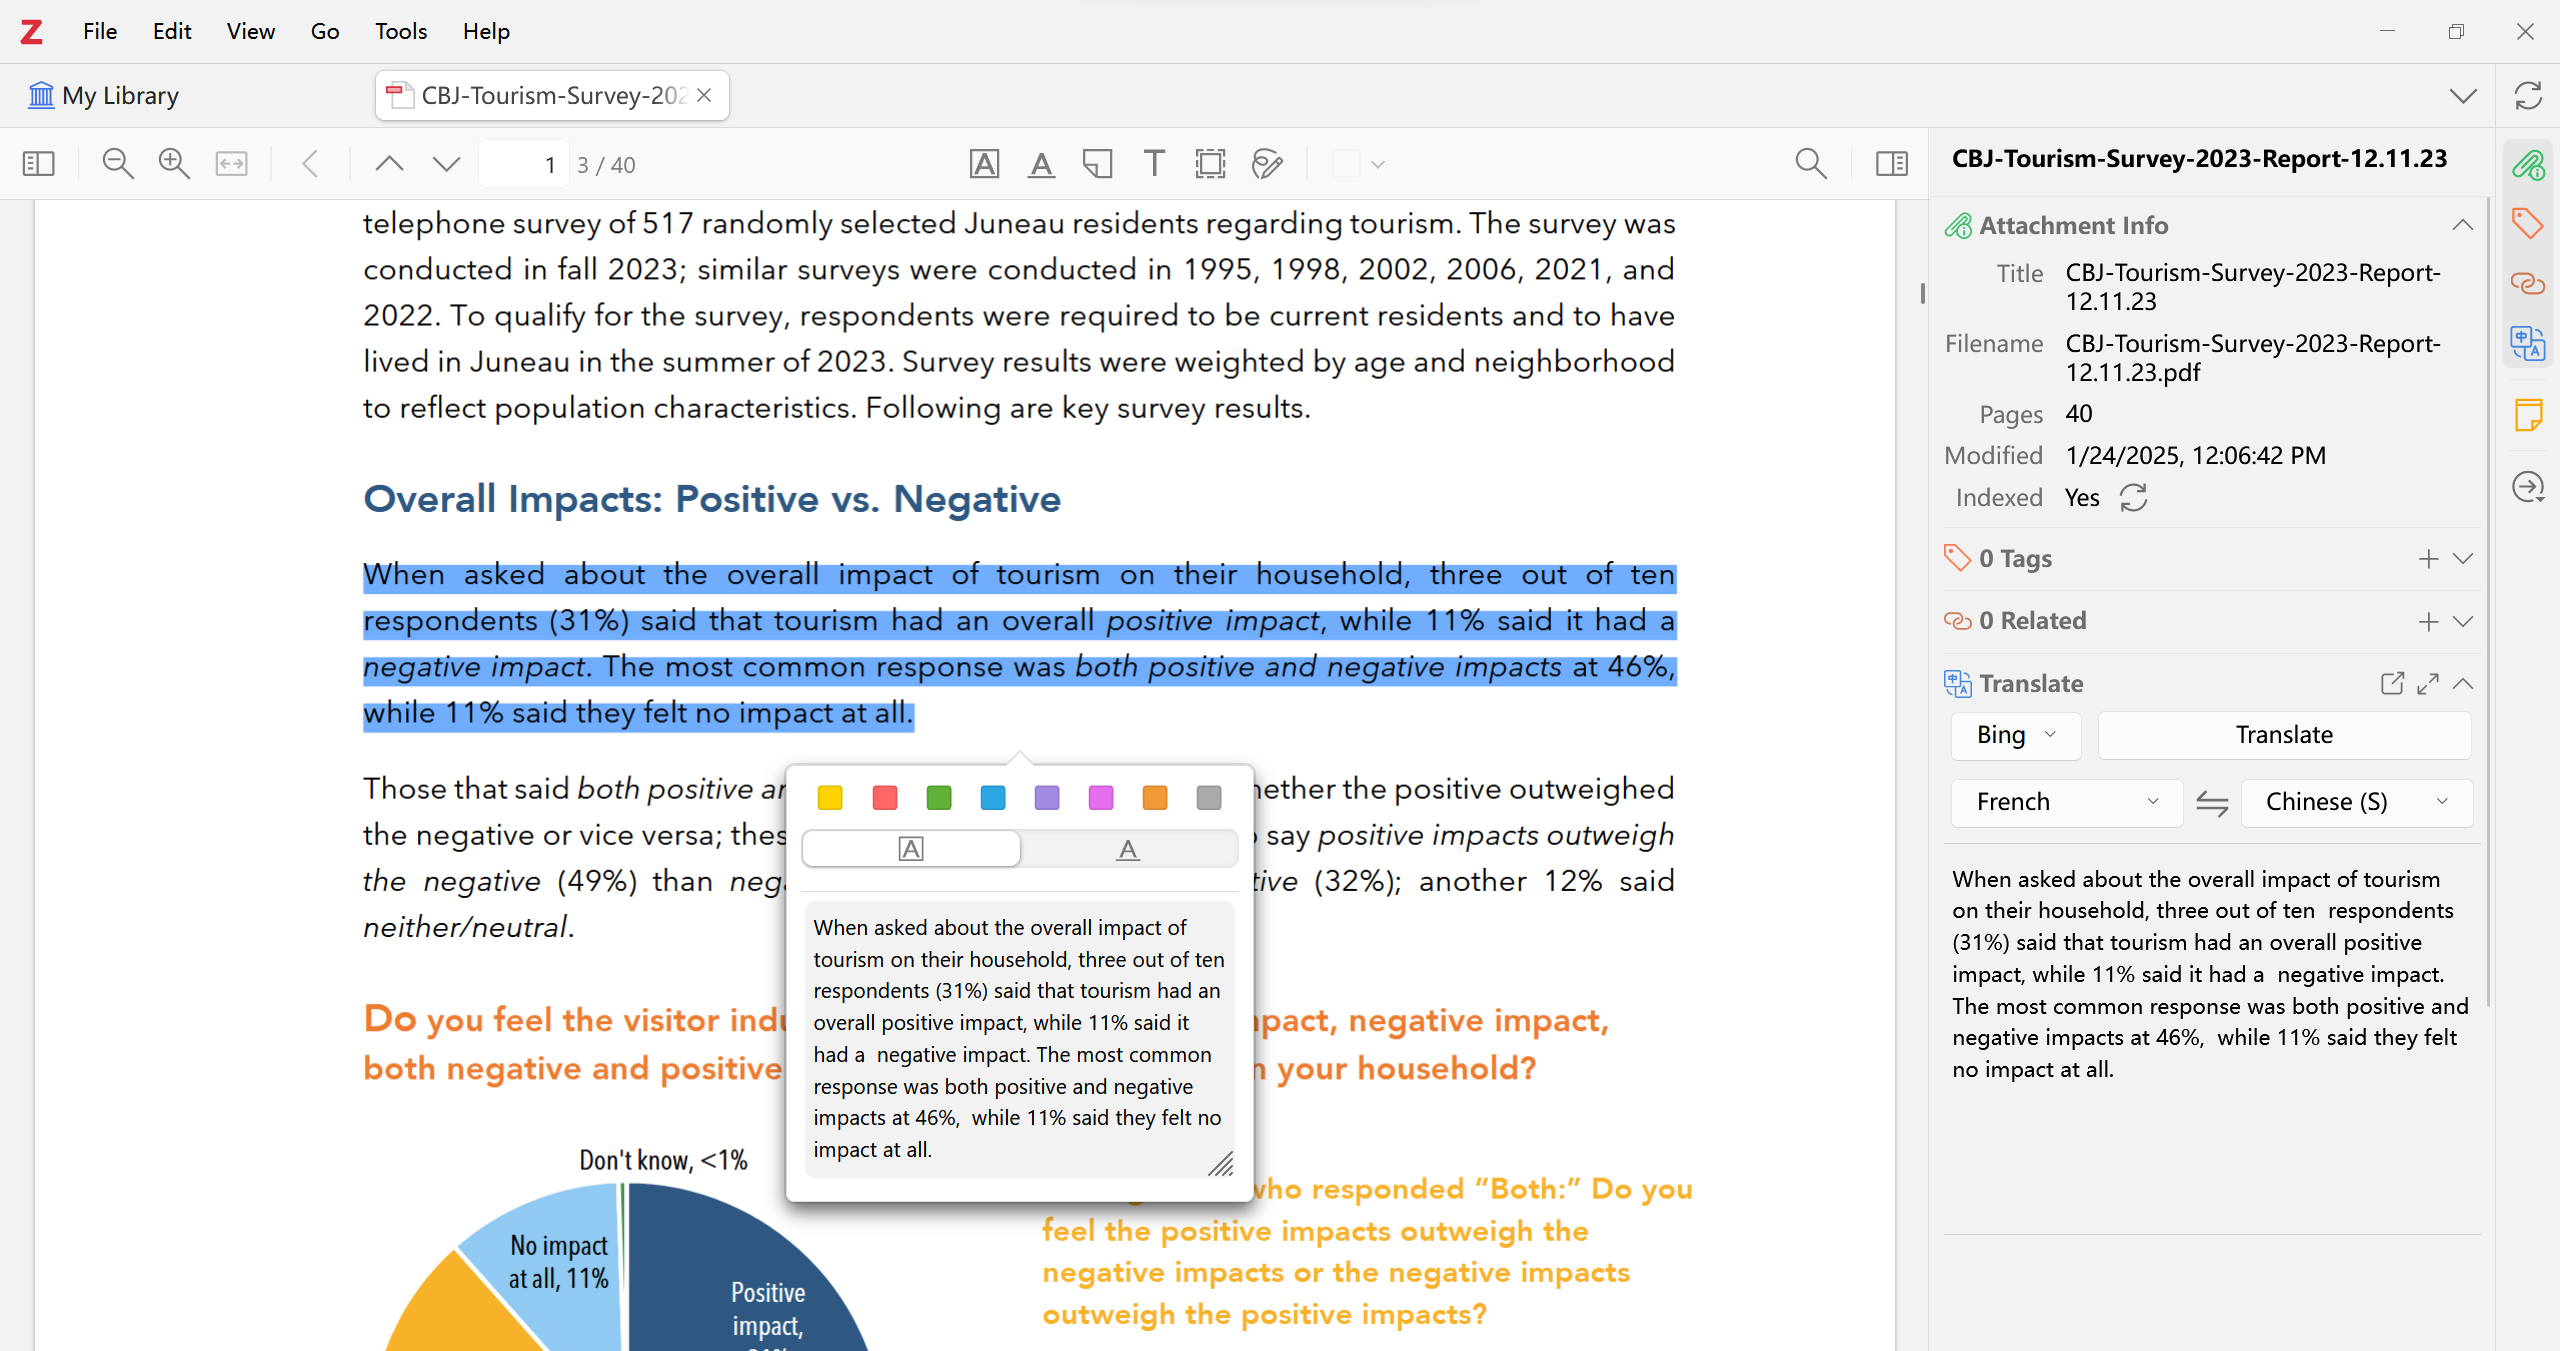 Z File Edit View Go Tools Help
My Library
CBJ-Tourism-Survey-202
1 3 / 40
telephone survey of 517 randomly selected Juneau residents regarding tourism. The survey was
conducted in fall 2023; similar surveys were conducted in 1995, 1998, 2002, 2006, 2021, and
2022. To qualify for the survey, respondents were required to be current residents and to have
lived in Juneau in the summer of 2023. Survey results were weighted by age and neighborhood
to reflect population characteristics. Following are key survey results.
Overall Impacts: Positive vs. Negative
When asked about the overall impact of tourism on their household, three out of ten
respondents (31%) said that tourism had an overall positive impact, while 11% said it had a
negative impact. The most common response was both positive and negative impacts at 46%,
while 11% said they felt no impact at all.
Those that said both positive ar hether the positive outweighed
the negative or vice versa; thes say positive impacts outweigh
the negative (49%) than neg tive (32%); another 12% said
neither/neutral.
Do you feel the visitor indu pact, negative impact,
both negative and positive n your household?
When asked about the overall impact of
tourism on their household, three out of ten
respondents (31%) said that tourism had an
overall positive impact, while 11% said it
had a  negative impact. The most common
response was both positive and negative
impacts at 46%,  while 11% said they felt no
impact at all.
Don't know, <1%
No impact
at all, 11%
Positive
impact,
who responded “Both:” Do you
feel the positive impacts outweigh the
negative impacts or the negative impacts
outweigh the positive impacts?
CBJ-Tourism-Survey-2023-Report-12.11.23
Attachment Info
Title CBJ-Tourism-Survey-2023-Report-
12.11.23
Filename CBJ-Tourism-Survey-2023-Report-
12.11.23.pdf
Pages 40
Modified 1/24/2025, 12:06:42 PM
Indexed Yes
0 Tags
0 Related
Translate
Bing Translate
French Chinese (S)
When asked about the overall impact of tourism
on their household, three out of ten  respondents
(31%) said that tourism had an overall positive
impact, while 11% said it had a  negative impact.
The most common response was both positive and
negative impacts at 46%,  while 11% said they felt
no impact at all.